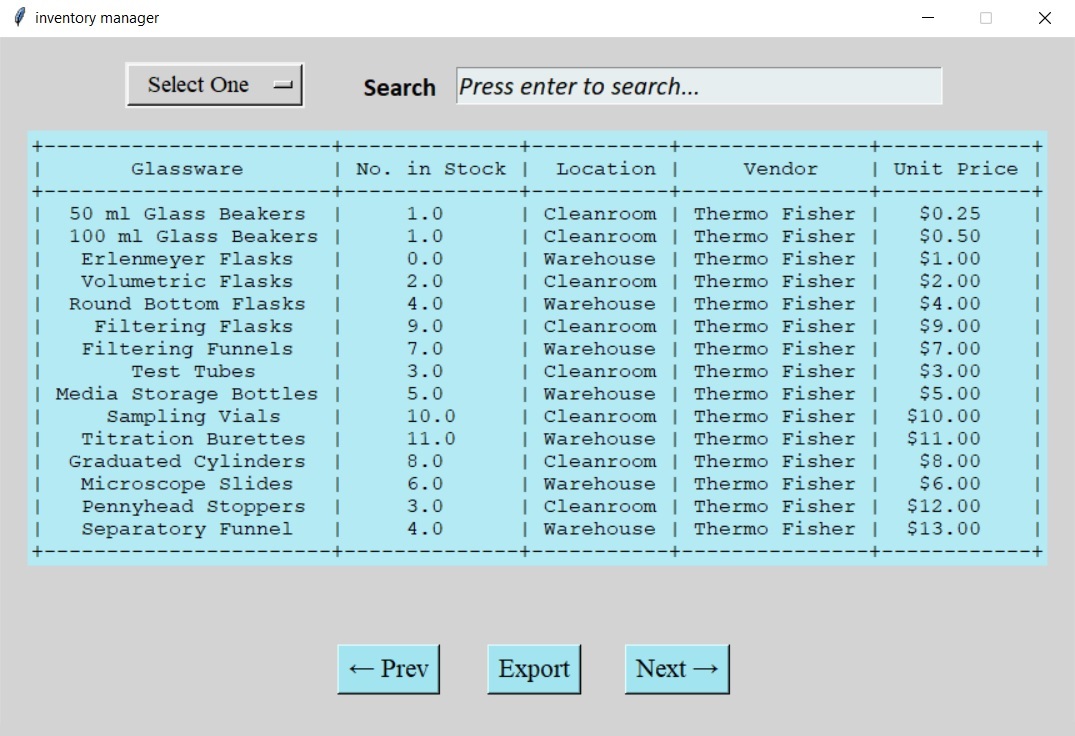 inventory manager
Select One Search Press enter to search...
+-----------------------+--------------+-----------+---------------+------------+
|       Glassware       | No. in Stock |  Location |     Vendor    | Unit Price |
+-----------------------+--------------+-----------+---------------+------------+
|  50 ml Glass Beakers  |     1.0      | Cleanroom | Thermo Fisher |   $0.25    |
|  100 ml Glass Beakers |     1.0      | Cleanroom | Thermo Fisher |   $0.50    |
|   Erlenmeyer Flasks   |     0.0      | Warehouse | Thermo Fisher |   $1.00    |
|   Volumetric Flasks   |     2.0      | Cleanroom | Thermo Fisher |   $2.00    |
|  Round Bottom Flasks  |     4.0      | Warehouse | Thermo Fisher |   $4.00    |
|    Filtering Flasks   |     9.0      | Cleanroom | Thermo Fisher |   $9.00    |
|   Filtering Funnels   |     7.0      | Warehouse | Thermo Fisher |   $7.00    |
|       Test Tubes      |     3.0      | Cleanroom | Thermo Fisher |   $3.00    |
| Media Storage Bottles |     5.0      | Warehouse | Thermo Fisher |   $5.00    |
|     Sampling Vials    |     10.0     | Cleanroom | Thermo Fisher |  $10.00    |
|   Titration Burettes  |     11.0     | Warehouse | Thermo Fisher |  $11.00    |
|  Graduated Cylinders  |     8.0      | Cleanroom | Thermo Fisher |   $8.00    |
|   Microscope Slides   |     6.0      | Warehouse | Thermo Fisher |   $6.00    |
|   Pennyhead Stoppers  |     3.0      | Cleanroom | Thermo Fisher |  $12.00    |
|   Separatory Funnel   |     4.0      | Warehouse | Thermo Fisher |  $13.00    |
+-----------------------+--------------+-----------+---------------+------------+
← Prev Export Next →